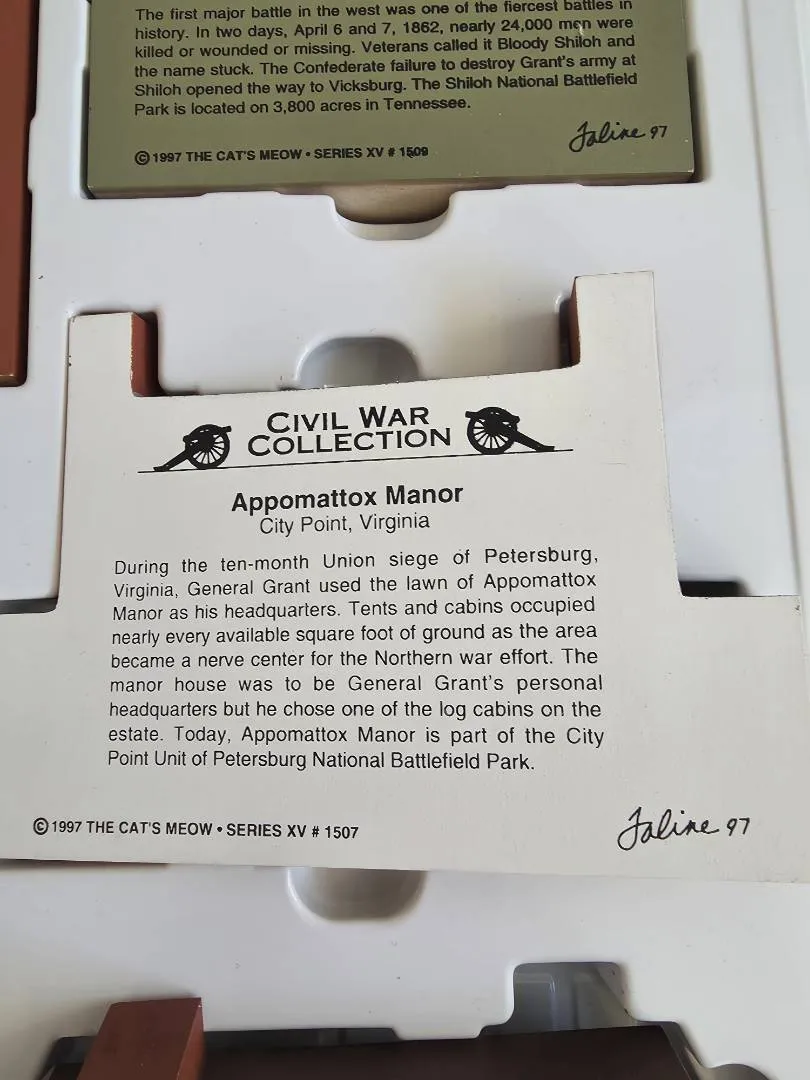 The first major battle in the west was one of the fiercest battles in
history. In two days, April 6 and 7, 1862, nearly 24,000 men were
killed or wounded or missing. Veterans called it Bloody Shiloh and
the name stuck. The Confederate failure to destroy Grant's army at
Shiloh opened the way to Vicksburg. The Shiloh National Battlefield
Park is located on 3,800 acres in Tennessee.
Faline 97
©1997 THE CAT'S MEOW • SERIES XV # 1509
CIVIL WAR
COLLECTION
Appomattox Manor
City Point, Virginia
During the ten-month Union siege of Petersburg,
Virginia, General Grant used the lawn of Appomattox
Manor as his headquarters. Tents and cabins occupied
nearly every available square foot of ground as the area
became a nerve center for the Northern war effort. The
manor house was to be General Grant's personal
headquarters but he chose one of the log cabins on the
estate. Today, Appomattox Manor is part of the City
Point Unit of Petersburg National Battlefield Park.
©1997 THE CAT'S MEOW • SERIES XV # 1507
Faline 97